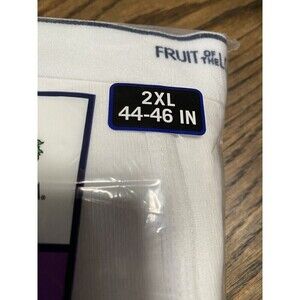 FRUIT OF THE L
2XL
44-46 IN